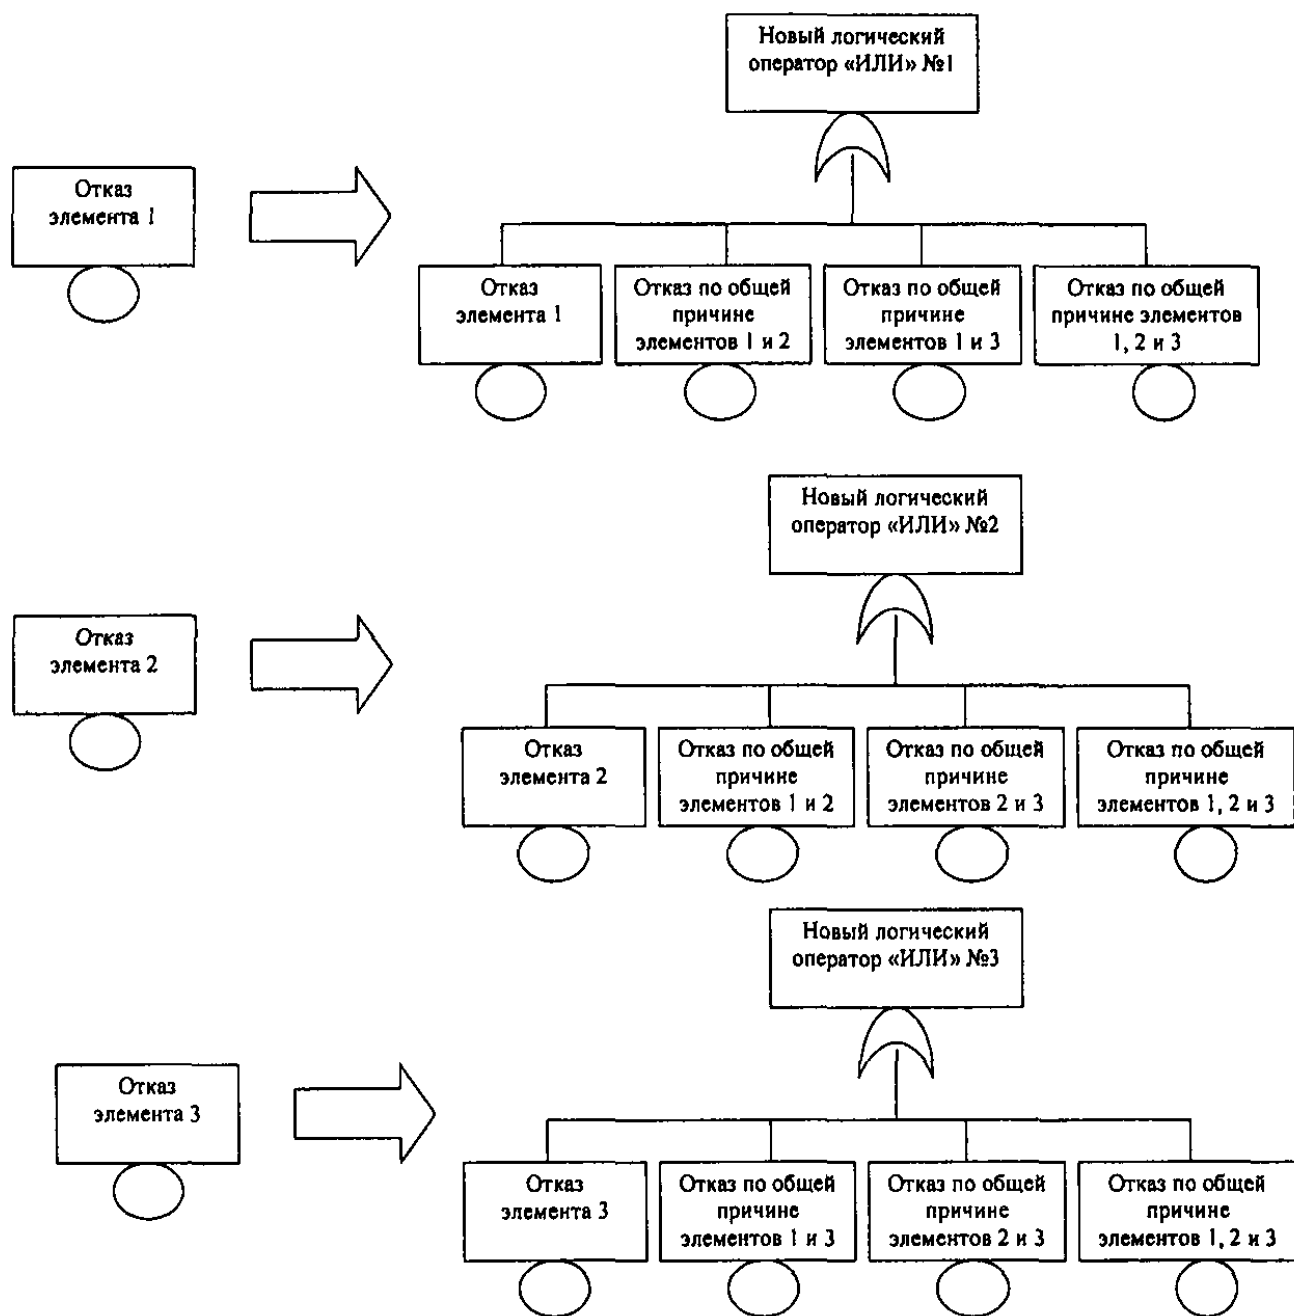 Новый логический
оператор «ИЛИ» №1
Отказ
элемента 1
Отказ
элемента 1
Отказ по общей
причине
элементов 1 и 2
Отказ по общей
причине
элементов 1 и 3
Отказ по общей
причине элементов
1, 2 и 3
Новый логический
оператор «ИЛИ» №2
Отказ
элемента 2
Отказ
элемента 2
Отказ по общей
причине
элементов 1 и 2
Отказ по общей
причине
элементов 2 и 3
Отказ по общей
причине
элементов 1, 2 и 3
Новый логический
оператор «ИЛИ» №3
Отказ
элемента 3
Отказ
элемента 3
Отказ по общей
причине
элементов 1 и 3
Отказ по общей
причине
элементов 2 и 3
Отказ по общей
причине
элементов 1, 2 и 3